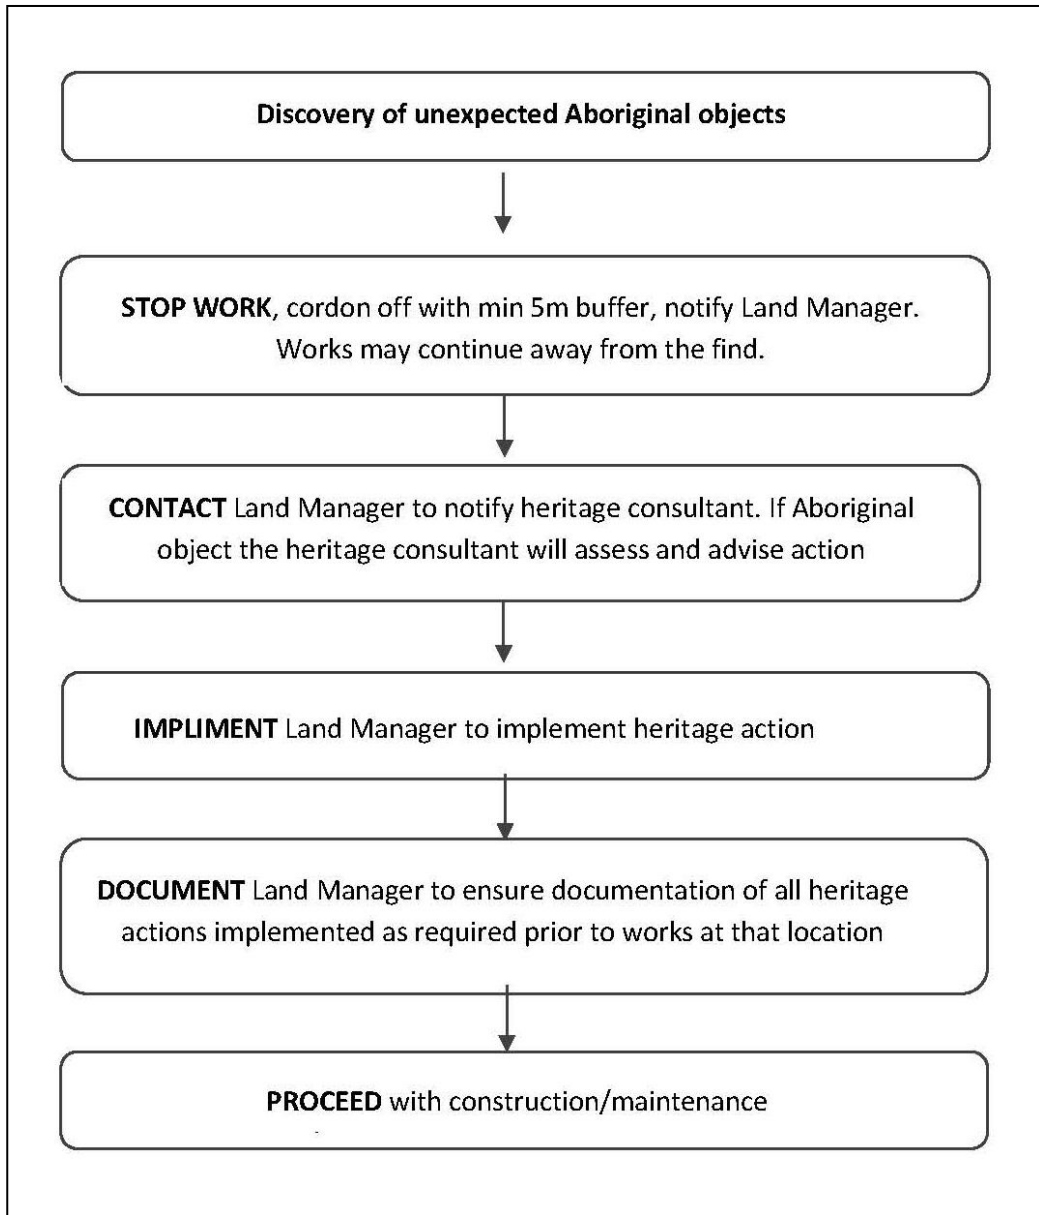 Discovery of unexpected Aboriginal objects
STOP WORK, cordon off with min 5m buffer, notify Land Manager.
Works may continue away from the find.
CONTACT Land Manager to notify heritage consultant. If Aboriginal
object the heritage consultant will assess and advise action
IMPLIMENT Land Manager to implement heritage action
DOCUMENT Land Manager to ensure documentation of all heritage
actions implemented as required prior to works at that location
PROCEED with construction/maintenance